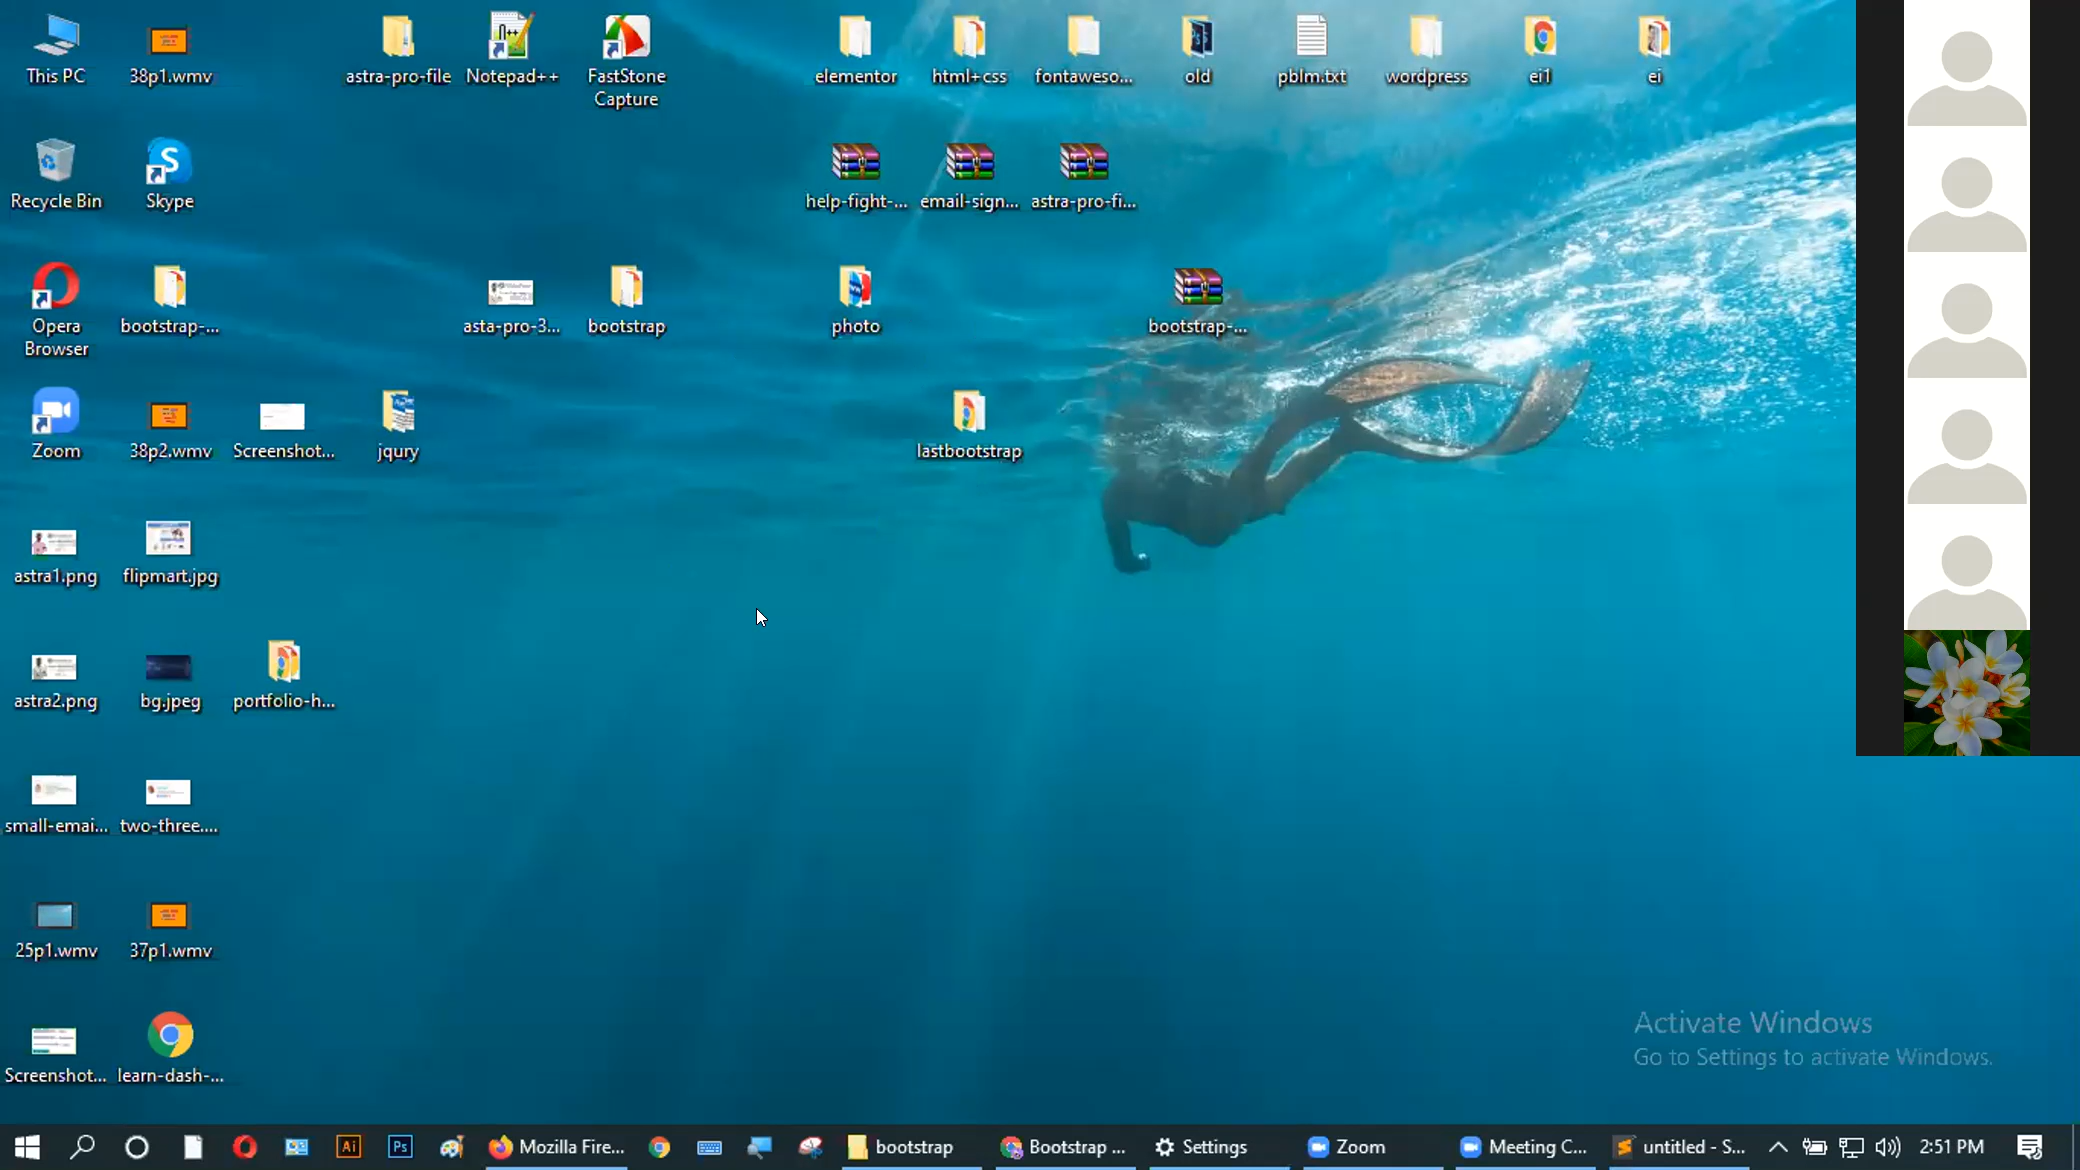 This PC
38p1.wmv
astra-pro-file
Notepad++
FastStone
Capture
elementor
html+css
fontaweso...
old
pblm.txt
wordpress
ei1
ei
Recycle Bin
Skype
help-fight-...
email-sign...
astra-pro-fi...
Opera
Browser
bootstrap-...
asta-pro-3...
bootstrap
photo
bootstrap-...
Zoom
38p2.wmv
Screenshot...
jqury
lastbootstrap
astra1.png
flipmart.jpg
astra2.png
bg.jpeg
portfolio-h...
small-emai...
two-three....
25p1.wmv
37p1.wmv
Screenshot...
learn-dash-...
Activate Windows
Go to Settings to activate Windows.
Ai
Ps
Mozilla Fire...
bootstrap
Bootstrap ...
Settings
Zoom
Meeting C...
untitled - S...
2:51 PM